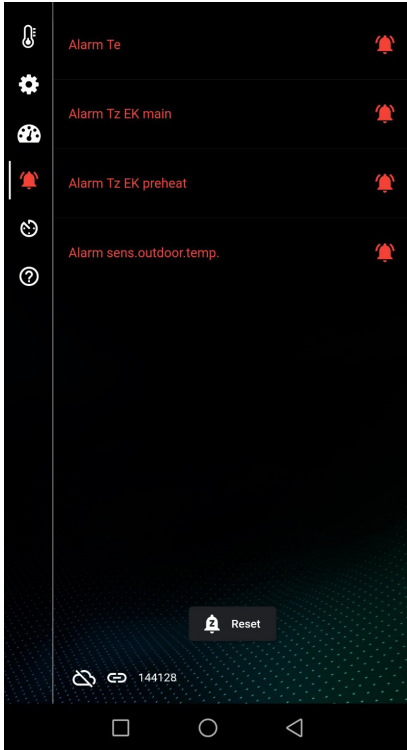 Alarm Te
Alarm Tz EK main
Alarm Tz EK preheat
Alarm sens.outdoor.temp.
Reset
144128